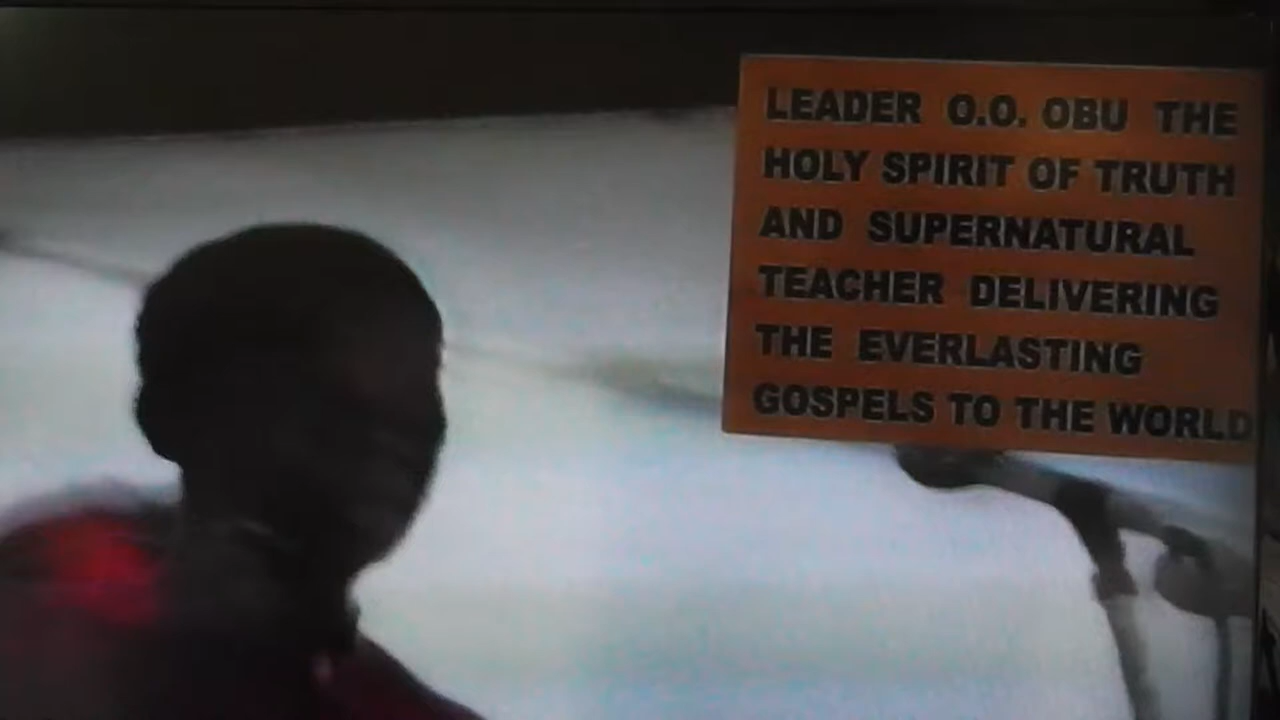 LEADER O.O. OBU THE
HOLY SPIRIT OF TRUTH
AND SUPERNATURAL
TEACHER DELIVERING
THE EVERLASTING
GOSPELS TO THE WORLD